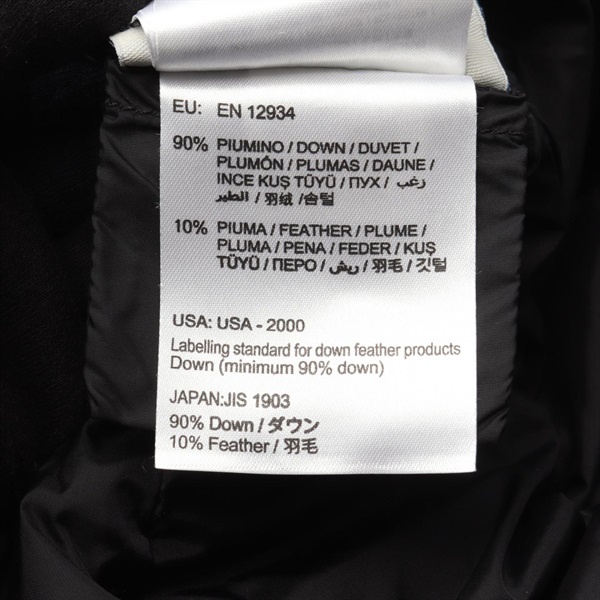 EU: EN 12934
90% PIUMINO / DOWN / DUVET /
PLUMÓN / PLUMAS / DAUNE /
INCE KUŞ TÜYÜ / ПУХ / زغب
الطير / 羽绒 / 솜털
10% PIUMA / FEATHER / PLUME /
PLUMA / PENA / FEDER / KUŞ
TÜYÜ / ПЕРО / ريش / 羽毛 / 깃털
USA: USA - 2000
Labelling standard for down feather products
Down (minimum 90% down)
JAPAN:JIS 1903
90% Down / ダウン
10% Feather / 羽毛